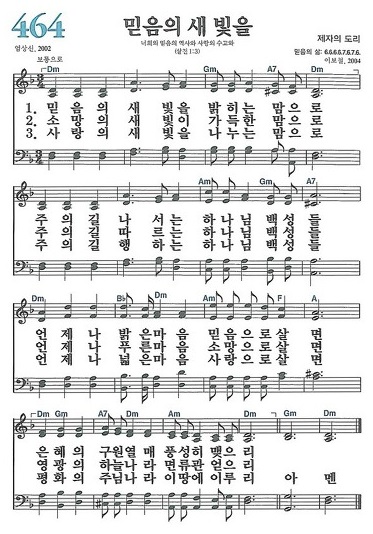 464
믿음의 새 빛을
너희의 믿음의 역사와 사랑의 수고와
(살전 1:3)
제자의 도리
엄상신, 2002
보통으로
믿음의 삶: 6.6.6.6.7.6.7.6.
이보철, 2004
Dm Gm A7 Dm
1. 믿음의 새 빛을 밝히는 맘으로
2. 소망의 새 빛이 가득한 맘으로
3. 사랑의 새 빛을 나누는 맘으로
Am Gm A7
주의길 나서는 하나님 백성들
주의길 따르는 하나님 백성들
주의길 행하는 하나님 백성들
Dm B♭ Dm Am F A
언제나 밝은마음 믿음으로살면
언제나 푸른마음 소망으로살면
언제나 넓은마음 사랑으로살면
Dm Gm A7 Dm Am Dm A7 Dm Gm Dm
은혜의 구원열매 풍성히 맺으리
영광의 하늘나라 면류관 얻으리
평화의 주님나라 이땅에 이루리 아멘